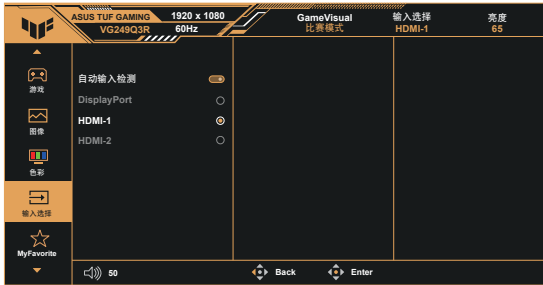 ASUS TUF GAMING 1920 x 1080 GameVisual 输入选择 亮度
VG249Q3R 60Hz 比赛模式 HDMI-1 65
游戏
图像
色彩
输入选择
MyFavorite
自动输入检测
DisplayPort
HDMI-1
HDMI-2
50 Back Enter